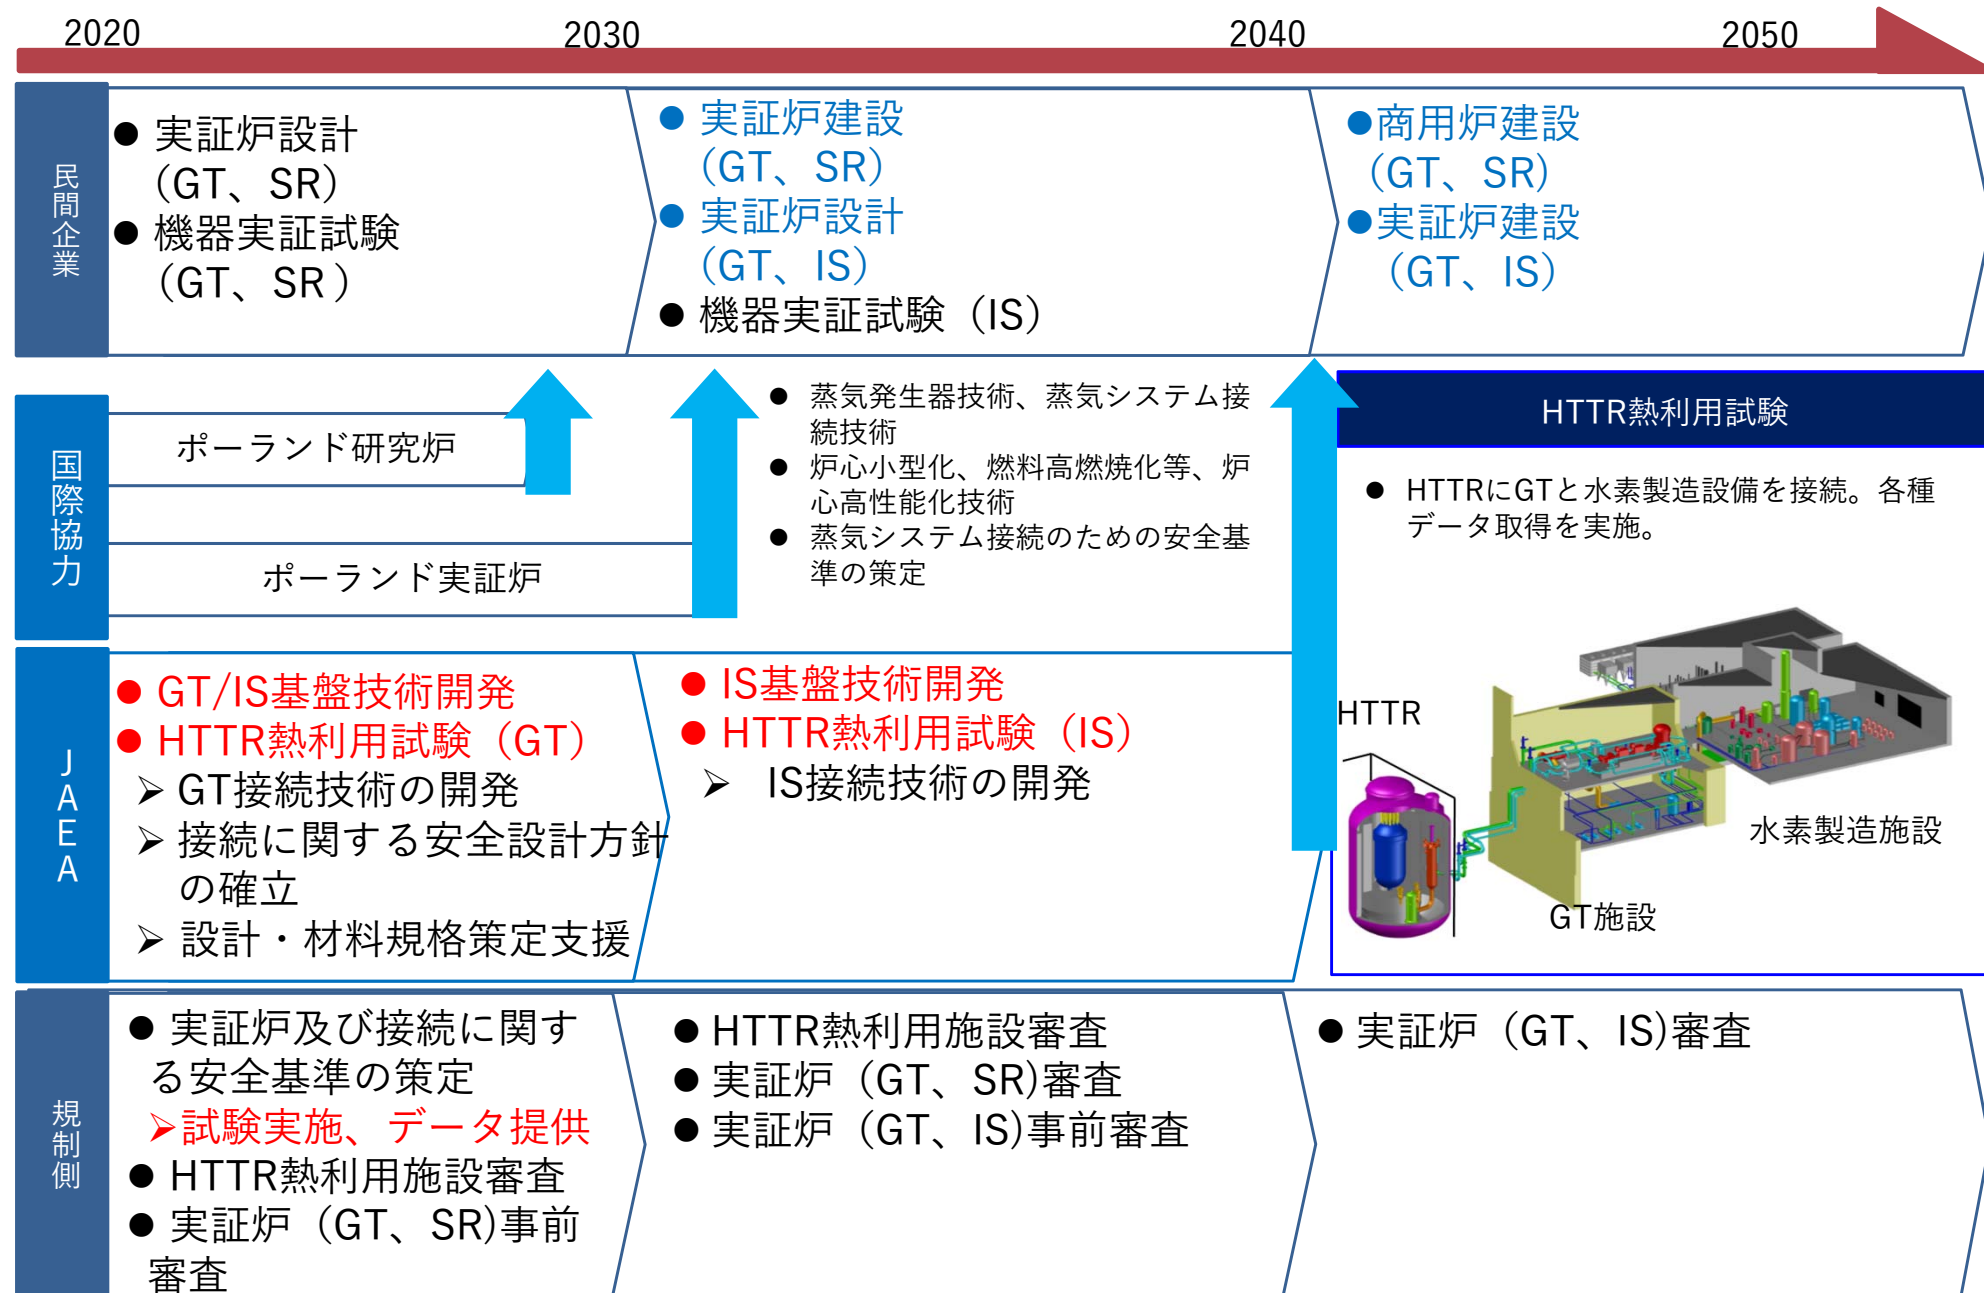 2020
2030
2040
2050
民間企業
● 実証炉設計
(GT、SR)
● 機器実証試験
(GT、SR )
● 実証炉建設
(GT、SR)
● 実証炉設計
(GT、IS)
● 機器実証試験（IS）
●商用炉建設
(GT、SR)
●実証炉建設
（GT、IS）
国際協力
ポーランド研究炉
ポーランド実証炉
● 蒸気発生器技術、蒸気システム接
続技術
● 炉心小型化、燃料高燃焼化等、炉
心高性能化技術
● 蒸気システム接続のための安全基
準の策定
HTTR熱利用試験
● HTTRにGTと水素製造設備を接続。各種
データ取得を実施。
HTTR
GT施設
水素製造施設
JAEA
● GT/IS基盤技術開発
● HTTR熱利用試験（GT）
➢ GT接続技術の開発
➢ 接続に関する安全設計方針
の確立
➢ 設計・材料規格策定支援
● IS基盤技術開発
● HTTR熱利用試験（IS）
➢ IS接続技術の開発
規制側
● 実証炉及び接続に関す
る安全基準の策定
➢試験実施、データ提供
● HTTR熱利用施設審査
● 実証炉（GT、SR)事前
審査
● HTTR熱利用施設審査
● 実証炉（GT、SR)審査
● 実証炉（GT、IS)事前審査
● 実証炉（GT、IS)審査